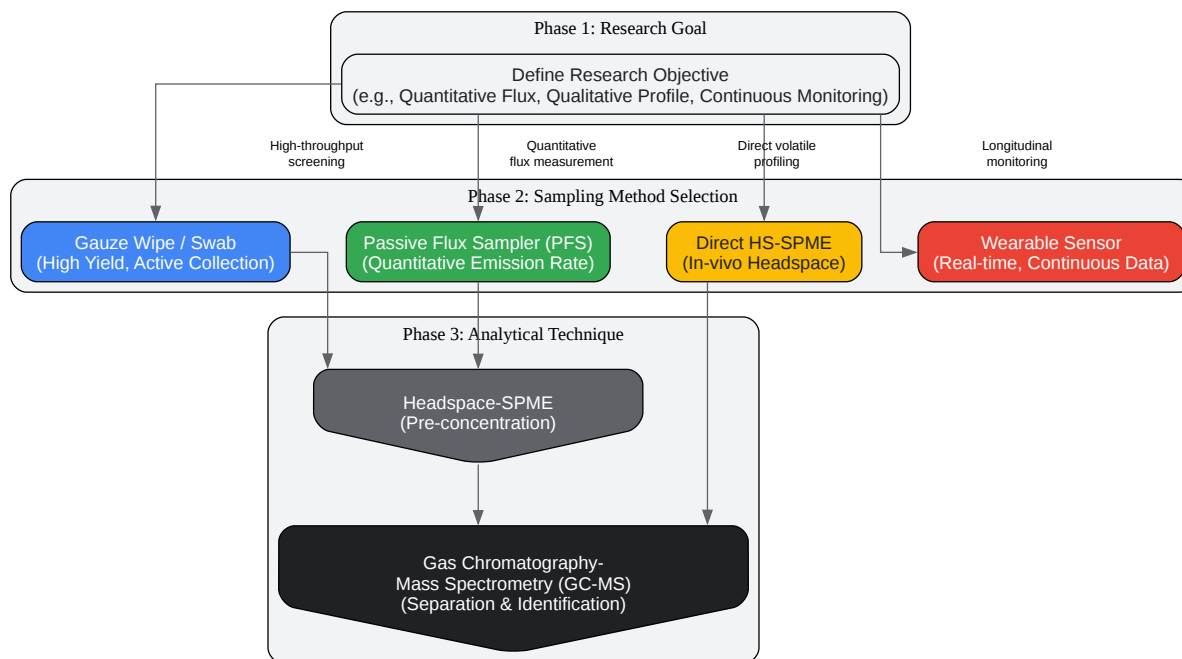 Phase 1: Research Goal
Define Research Objective
(e.g., Quantitative Flux, Qualitative Profile, Continuous Monitoring)
High-throughput
screening
Quantitative
flux measurement
Direct volatile
profiling
Longitudinal
monitoring
Phase 2: Sampling Method Selection
Gauze Wipe / Swab
(High Yield, Active Collection)
Passive Flux Sampler (PFS)
(Quantitative Emission Rate)
Direct HS-SPME
(In-vivo Headspace)
Wearable Sensor
(Real-time, Continuous Data)
Phase 3: Analytical Technique
Headspace-SPME
(Pre-concentration)
Gas Chromatography-
Mass Spectrometry (GC-MS)
(Separation & Identification)